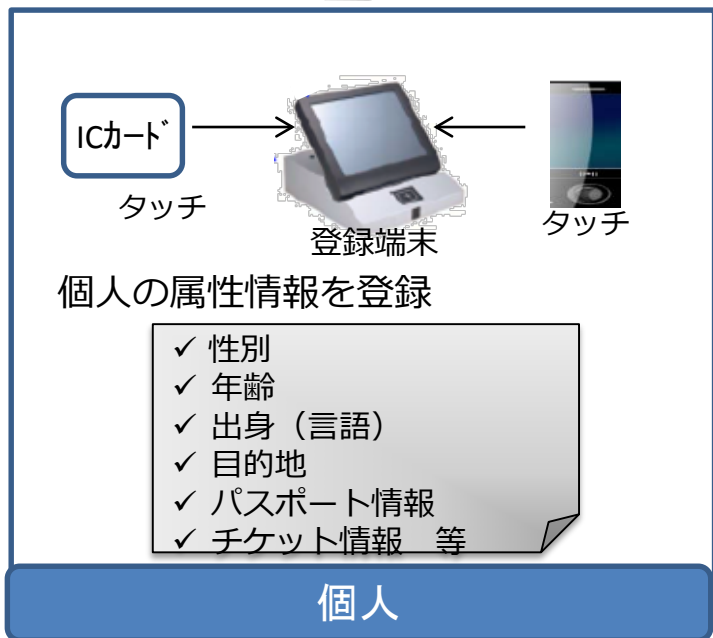 ICｶｰﾄﾞ
タッチ
タッチ
登録端末
個人の属性情報を登録
✓ 性別
✓ 年齢
✓ 出身（言語）
✓ 目的地
✓ パスポート情報
✓ チケット情報　等
個人